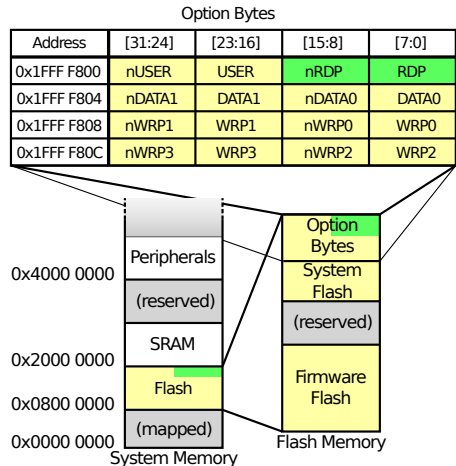 Option Bytes
Address [31:24] [23:16] [15:8] [7:0]
0x1FFF F800 nUSER USER nRDP RDP
0x1FFF F804 nDATA1 DATA1 nDATA0 DATA0
0x1FFF F808 nWRP1 WRP1 nWRP0 WRP0
0x1FFF F80C nWRP3 WRP3 nWRP2 WRP2
Peripherals
0x4000 0000
(reserved)
SRAM
0x2000 0000
Flash
0x0800 0000
(mapped)
0x0000 0000
System Memory
Option
Bytes
System
Flash
(reserved)
Firmware
Flash
Flash Memory